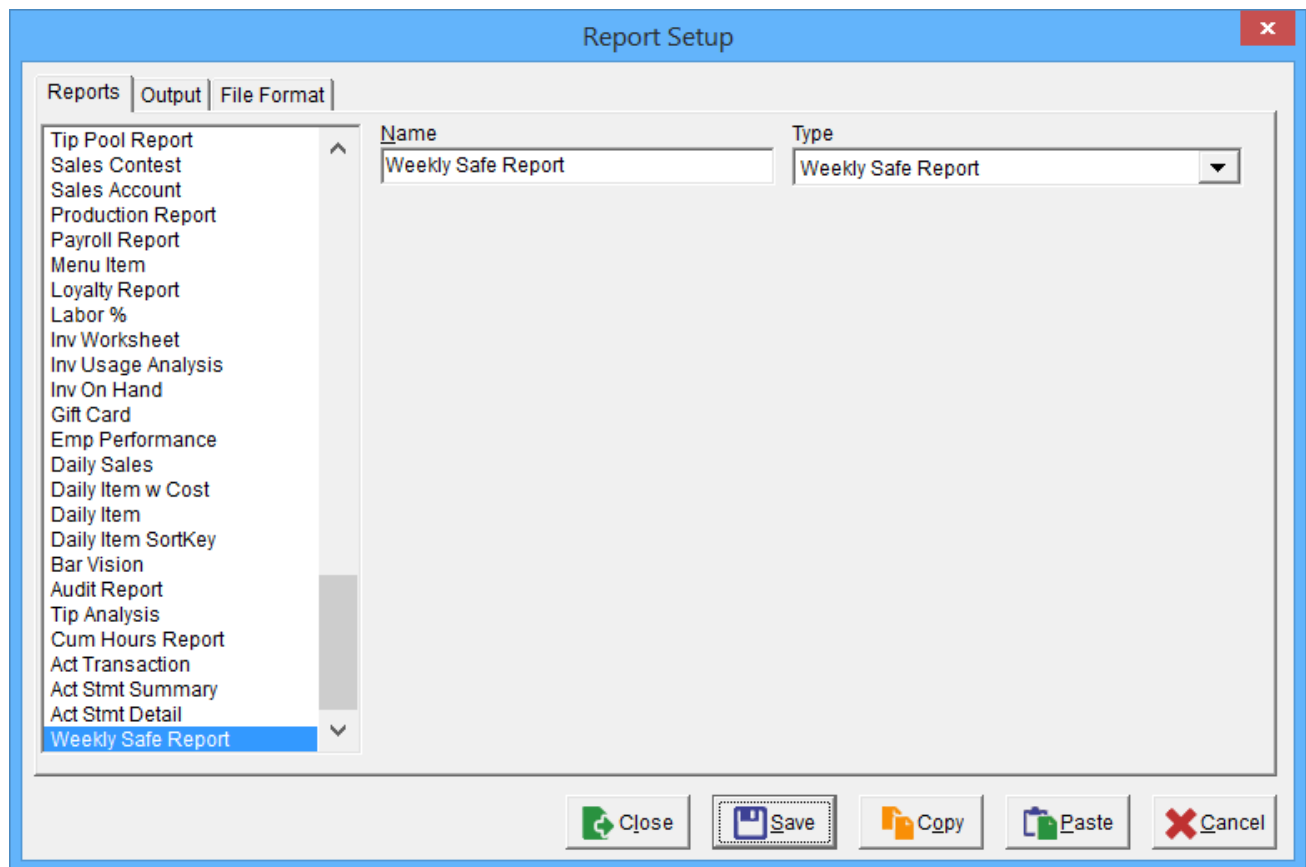 Report Setup
Reports
Output
File Format
Tip Pool Report
Sales Contest
Sales Account
Production Report
Payroll Report
Menu Item
Loyalty Report
Labor %
Inv Worksheet
Inv Usage Analysis
Inv On Hand
Gift Card
Emp Performance
Daily Sales
Daily Item w Cost
Daily Item
Daily Item SortKey
Bar Vision
Audit Report
Tip Analysis
Cum Hours Report
Act Transaction
Act Stmt Summary
Act Stmt Detail
Weekly Safe Report
Name
Weekly Safe Report
Type
Weekly Safe Report
Close
Save
Copy
Paste
Cancel